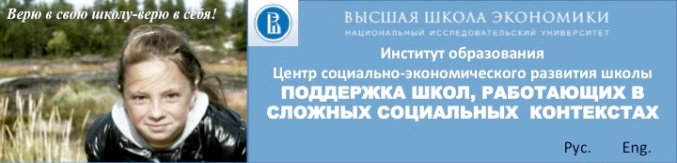 Верю в свою школу-верю в себя!
ВЫСШАЯ ШКОЛА ЭКОНОМИКИ
НАЦИОНАЛЬНЫЙ ИССЛЕДОВАТЕЛЬСКИЙ УНИВЕРСИТЕТ
Институт образования
Центр социально-экономического развития школы
ПОДДЕРЖКА ШКОЛ, РАБОТАЮЩИХ В
СЛОЖНЫХ СОЦИАЛЬНЫХ КОНТЕКСТАХ
Рус. Eng.